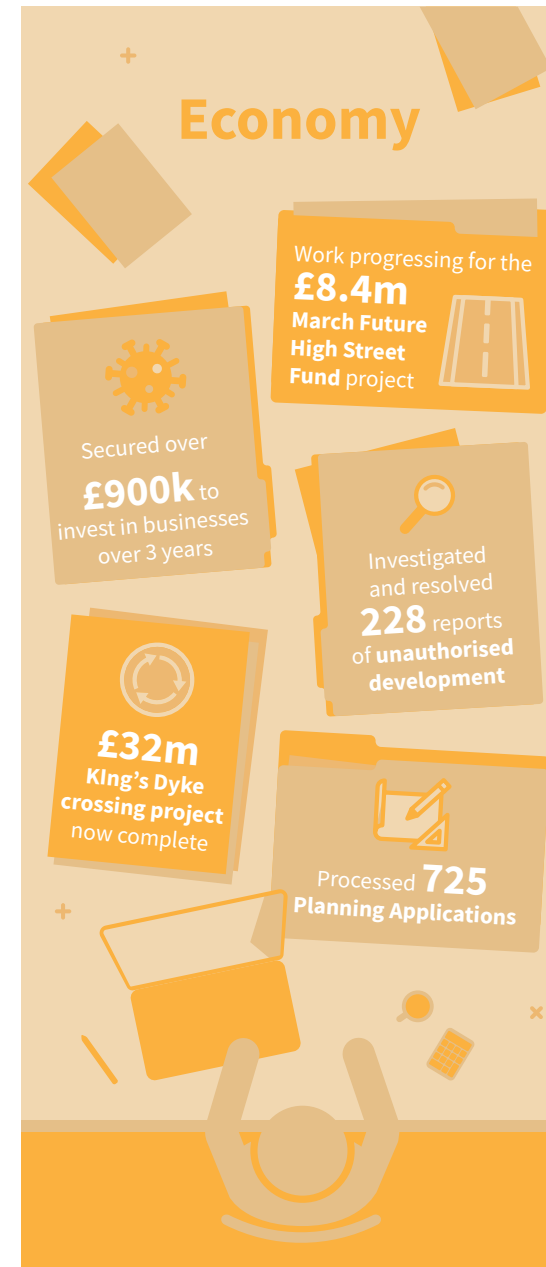 Economy
Work progressing for the
£8.4m
March Future
High Street
Fund project
Secured over
£900k to
invest in businesses
over 3 years
Investigated
and resolved
228 reports
of unauthorised
development
£32m
KIng's Dyke
crossing project
now complete
Processed 725
Planning Applications